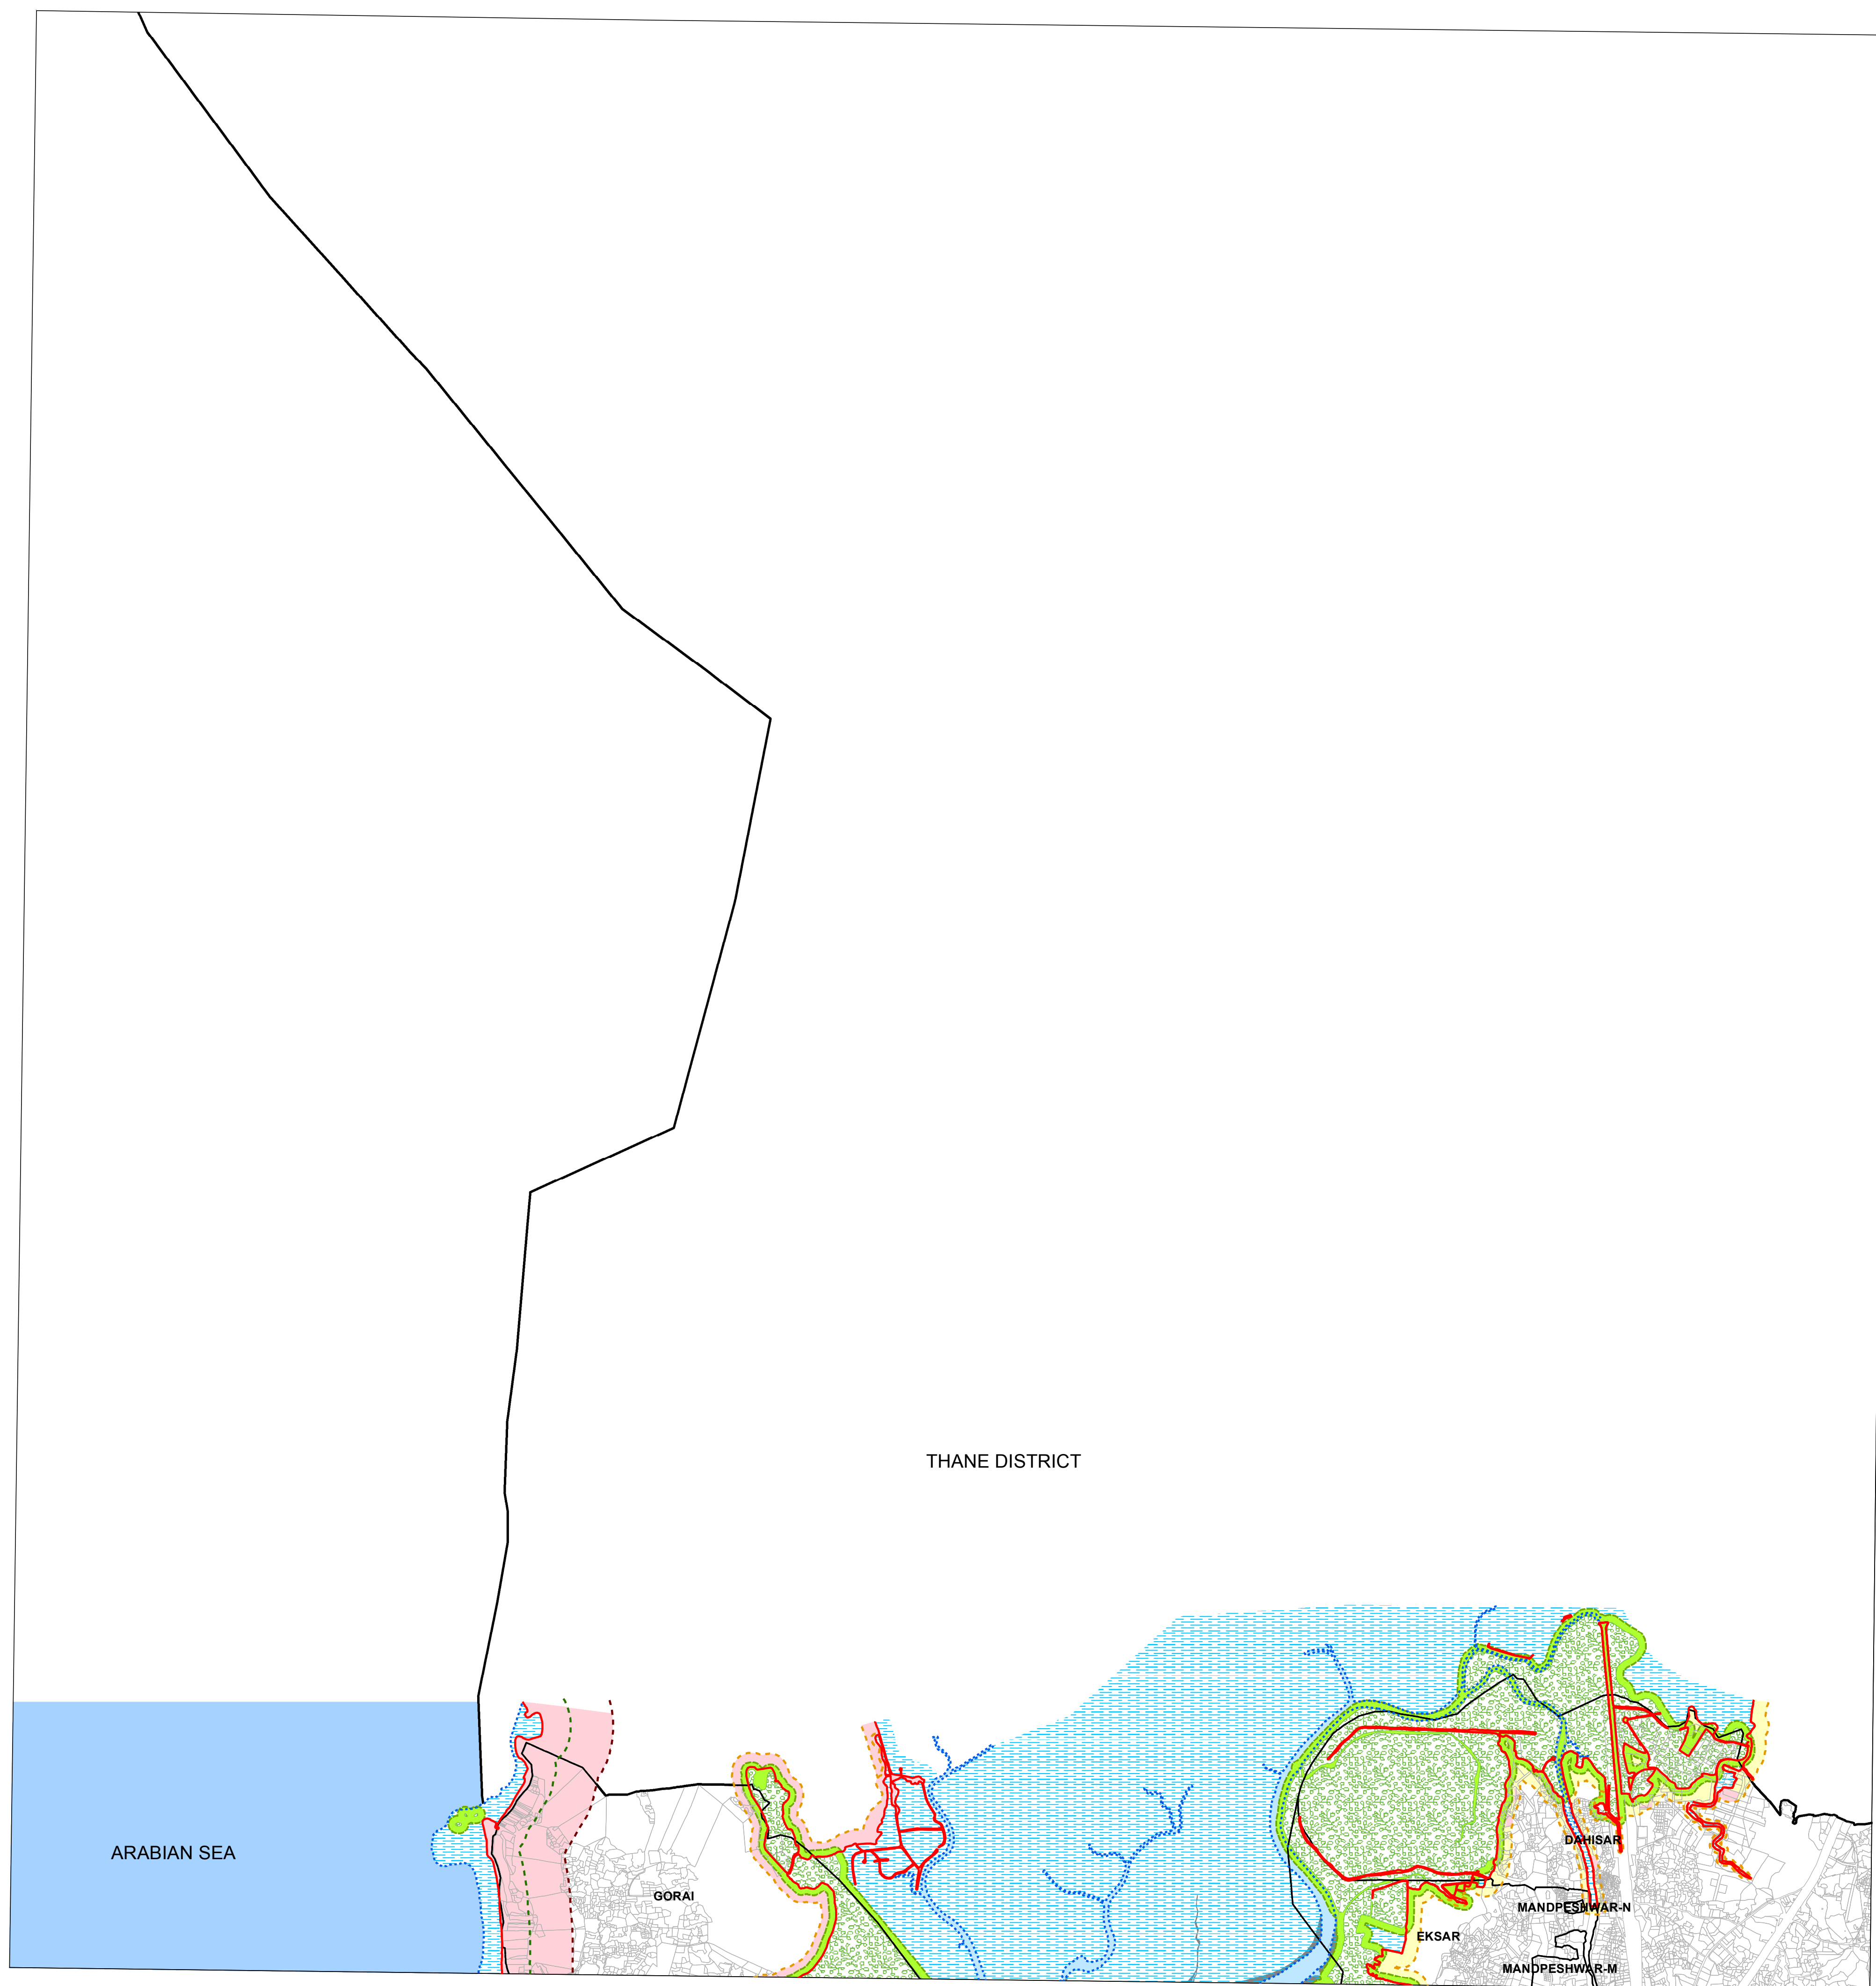 THANE DISTRICT
DAHISAR
ARABIAN SEA
GORAI
MANDPESHWAR-N
EKSAR
MANDPESHWAR-M